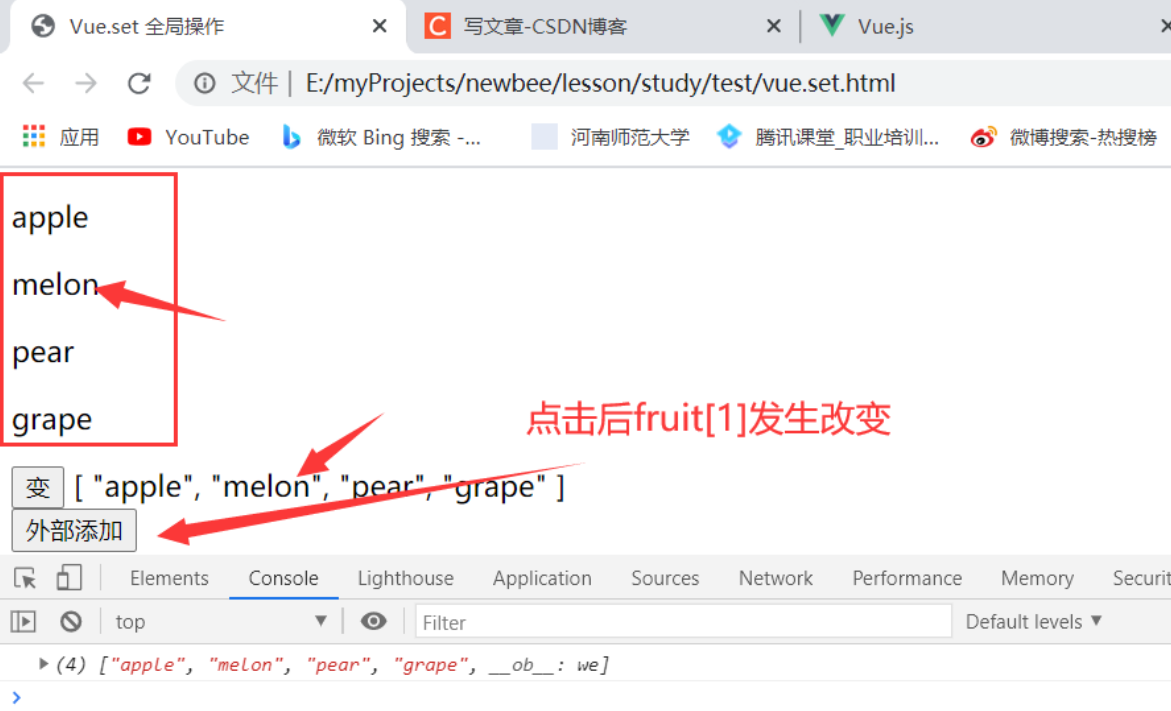 Vue.set 全局操作
写文章-CSDN博客
Vue.js
文件 | E:/myProjects/newbee/lesson/study/test/vue.set.html
应用
YouTube
微软 Bing 搜索 -...
河南师范大学
腾讯课堂_职业培训...
微博搜索-热搜榜
apple
melon
pear
grape
点击后fruit[1]发生改变
变 [ "apple", "melon", "pear", "grape" ]
外部添加
Elements Console Lighthouse Application Sources Network Performance Memory Securit
top Filter Default levels
(4) ["apple", "melon", "pear", "grape", __ob__: we]